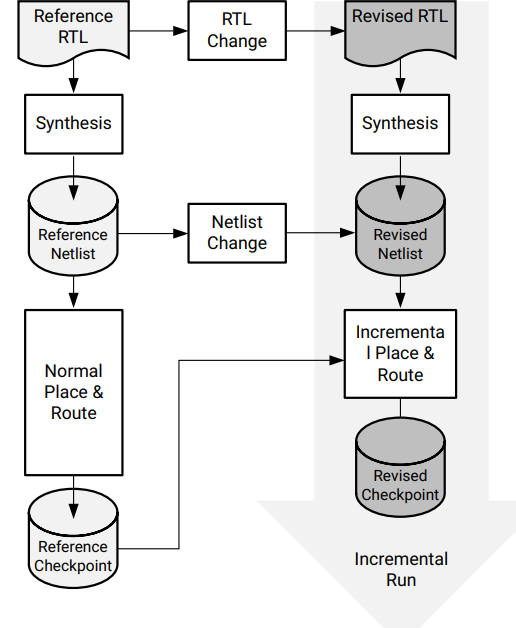 Reference
RTL
RTL
Change
Revised RTL
Synthesis
Synthesis
Reference
Netlist
Netlist
Change
Revised
Netlist
Normal
Place &
Route
Incrementa
l Place &
Route
Revised
Checkpoint
Reference
Checkpoint
Incremental
Run